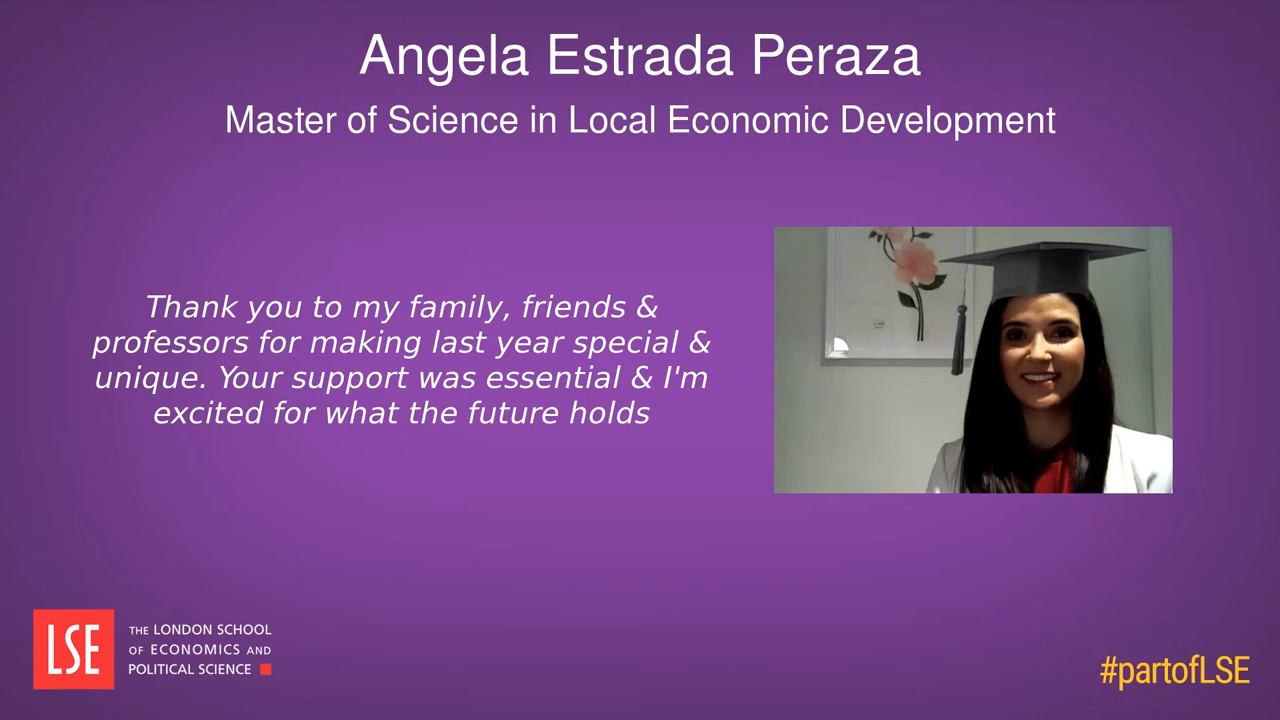 Angela Estrada Peraza
Master of Science in Local Economic Development
Thank you to my family, friends &
professors for making last year special &
unique. Your support was essential & I'm
excited for what the future holds
LSE
THE LONDON SCHOOL
OF ECONOMICS AND
POLITICAL SCIENCE
#partofLSE